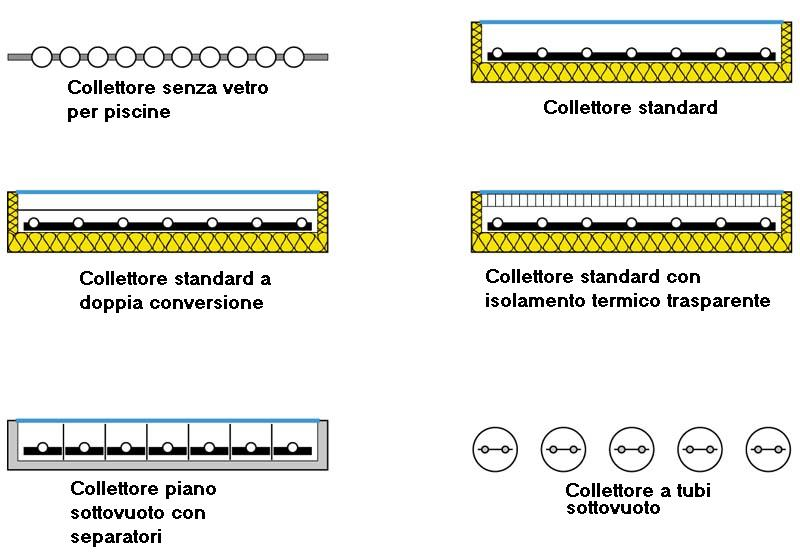 Collettore senza vetro
per piscine
Collettore standard
Collettore standard a
doppia conversione
Collettore standard con
isolamento termico trasparente
Collettore piano
sottovuoto con
separatori
Collettore a tubi
sottovuoto